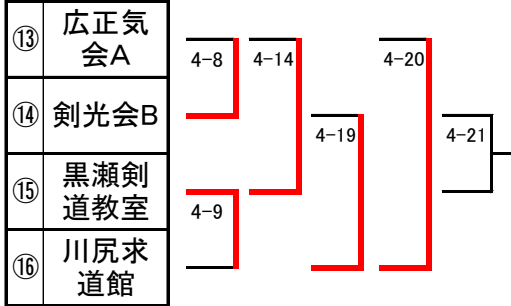 ⑬ 広正気
会A
⑭ 剣光会B
⑮ 黒瀬剣
道教室
⑯ 川尻求
道館
4-8
4-14
4-20
4-19
4-21
4-9